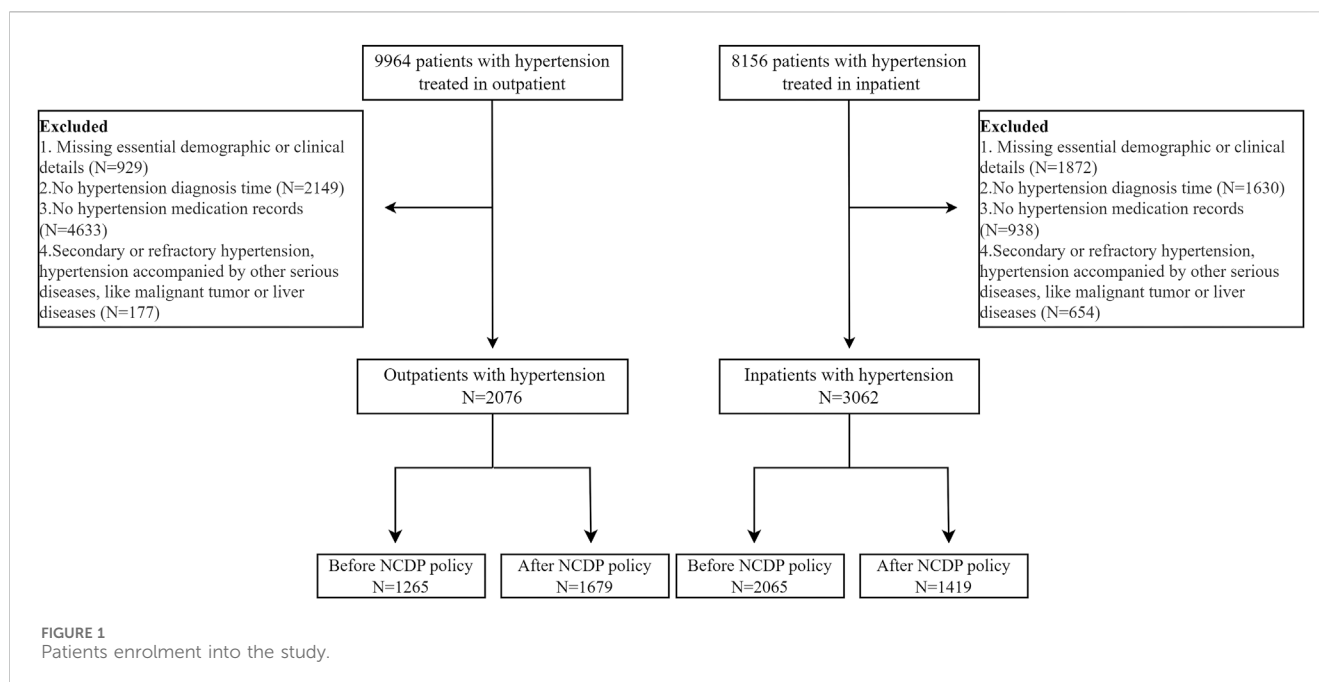 9964 patients with hypertension
treated in outpatient
8156 patients with hypertension
treated in inpatient
Excluded
1. Missing essential demographic or clinical
details (N=929)
2.No hypertension diagnosis time (N=2149)
3.No hypertension medication records
(N=4633)
4.Secondary or refractory hypertension,
hypertension accompanied by other serious
diseases, like malignant tumor or liver
diseases (N=177)
Excluded
1. Missing essential demographic or clinical
details (N=1872)
2.No hypertension diagnosis time (N=1630)
3.No hypertension medication records
(N=938)
4.Secondary or refractory hypertension,
hypertension accompanied by other serious
diseases, like malignant tumor or liver
diseases (N=654)
Outpatients with hypertension
N=2076
Inpatients with hypertension
N=3062
Before NCDP policy
N=1265
After NCDP policy
N=1679
Before NCDP policy
N=2065
After NCDP policy
N=1419
FIGURE 1
Patients enrolment into the study.